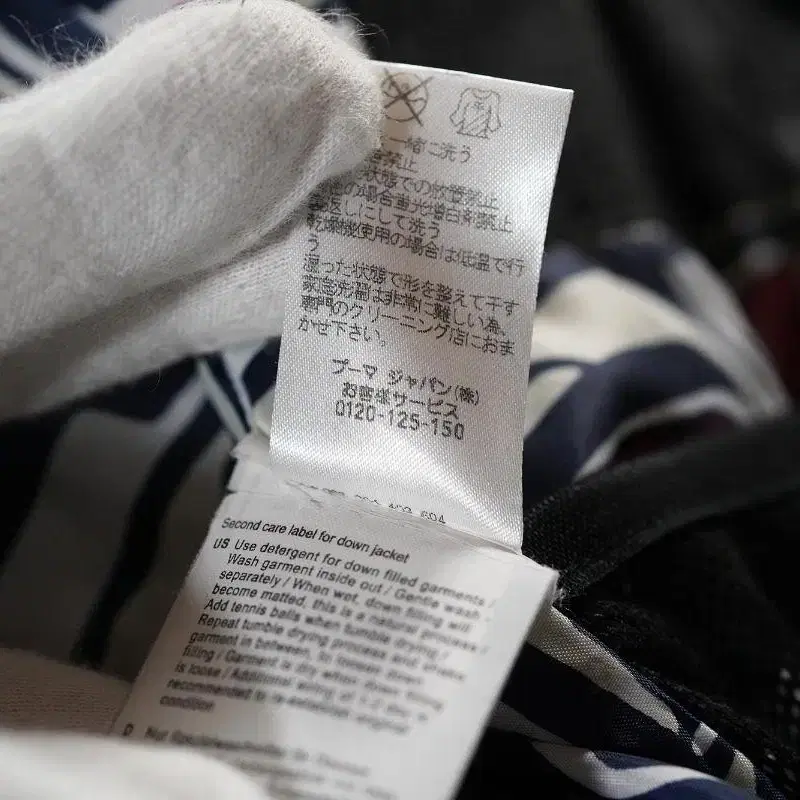 一緒に洗う
禁止
状態での放置禁止
の場合蛍光増白剤禁止
返しにして洗う
乾燥機使用の場合は低温で行
う
湿った状態で形を整えて干す
家庭洗濯は非常に難しい為、
専門のクリーニング店におま
かせ下さい。
プーマ ジャパン(株)
お客様サービス
0120-125-150
Second care label for down jacket
US Use detergent for down filled garments /
Wash garment inside out / Gentle wash -
separately / When wet, down filling will
become matted, this is a natural process /
Add tennis balls when tumble drying /
Repeat tumble drying process and shake
garment in between, to loosen down
filling / Garment is dry when down filling
is loose / Additional airing of 1-2 days is
recommended to re-establish original
condition
D